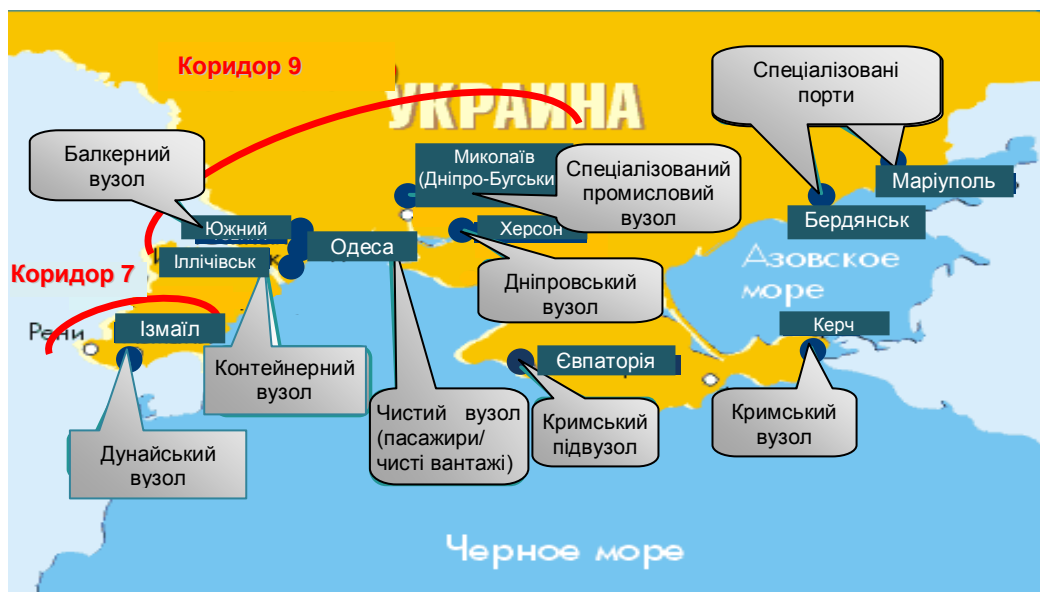 Коридор 9
УКРАИНА
Спеціалізовані
порти
Балкерний
вузол
Миколаїв
(Дніпро-Бугськи
Спеціалізований
промисловий
вузол
Маріуполь
Бердянськ
Южний
Одеса
Херсон
Іллічівськ
Коридор 7
Дніпровський
вузол
Азовское
море
Рени
Ізмаїл
Керч
Контейнерний
вузол
Євпаторія
Чистий вузол
(пасажири/
чисті вантажі)
Кримський
підвузол
Кримський
вузол
Дунайський
вузол
Черное море